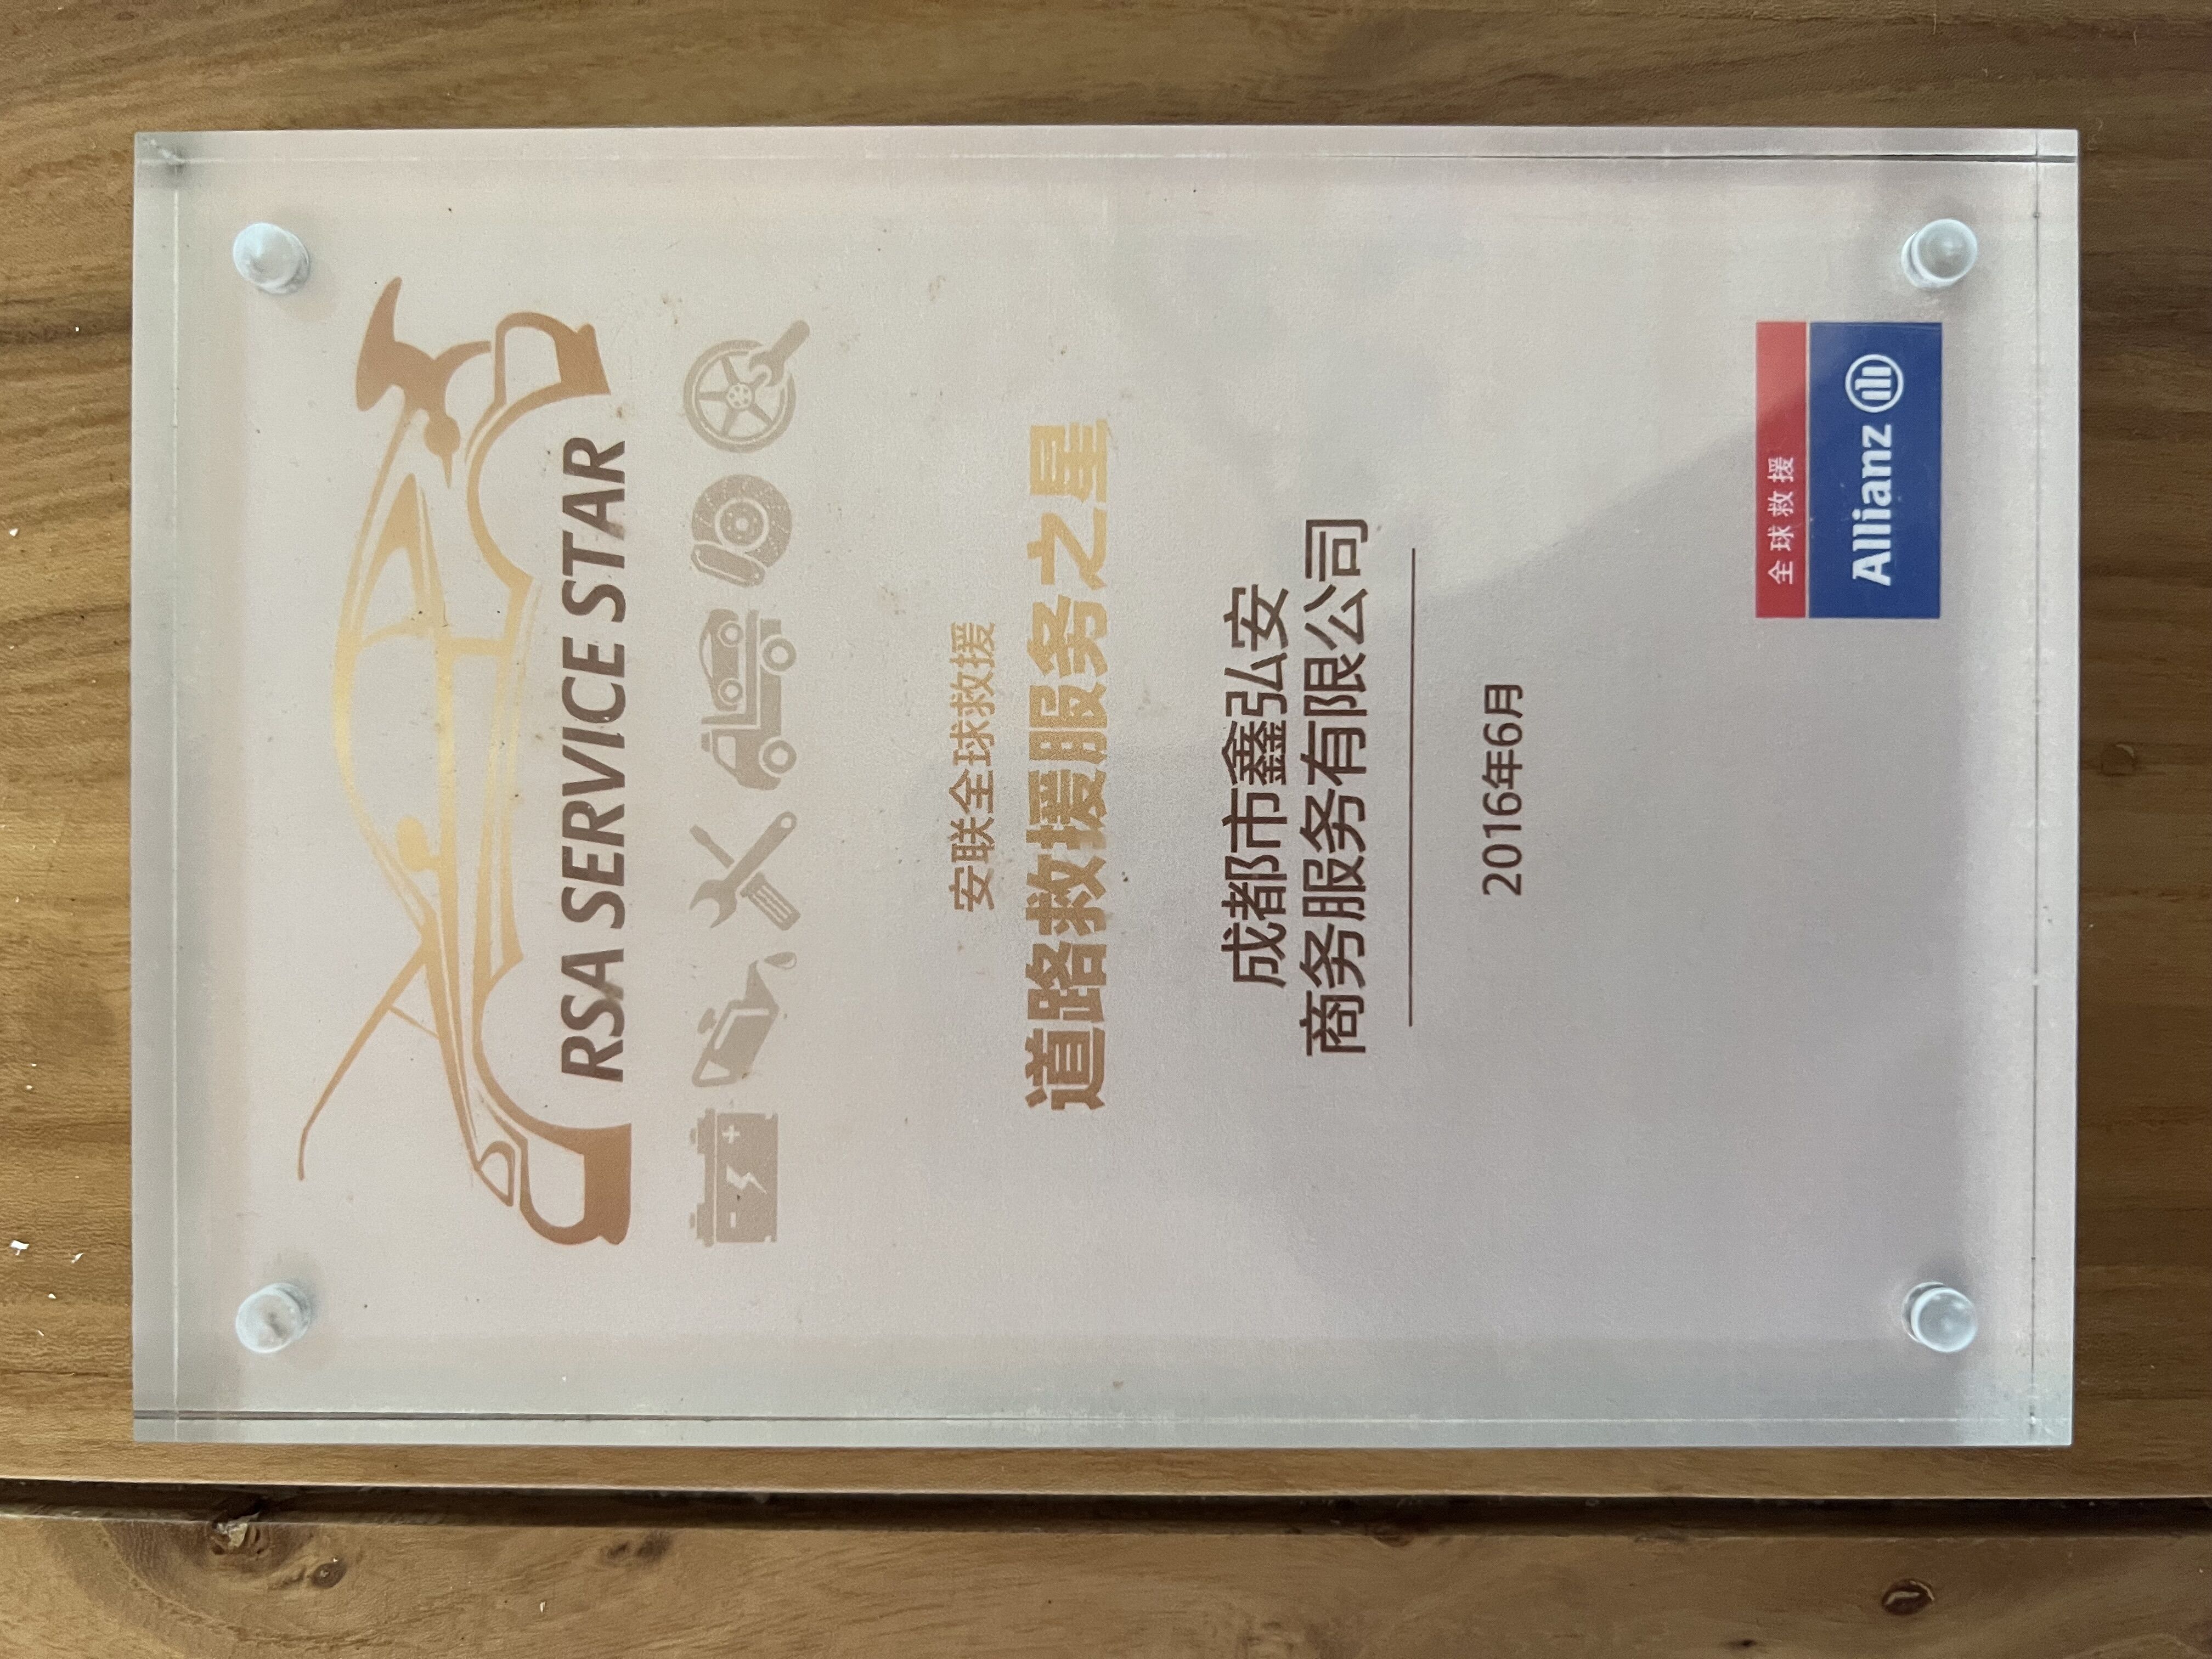 RSA SERVICE STAR
安联全球救援
道路救援服务之星
成都市鑫弘安
商务服务有限公司
2016年6月
全球救援
Allianz